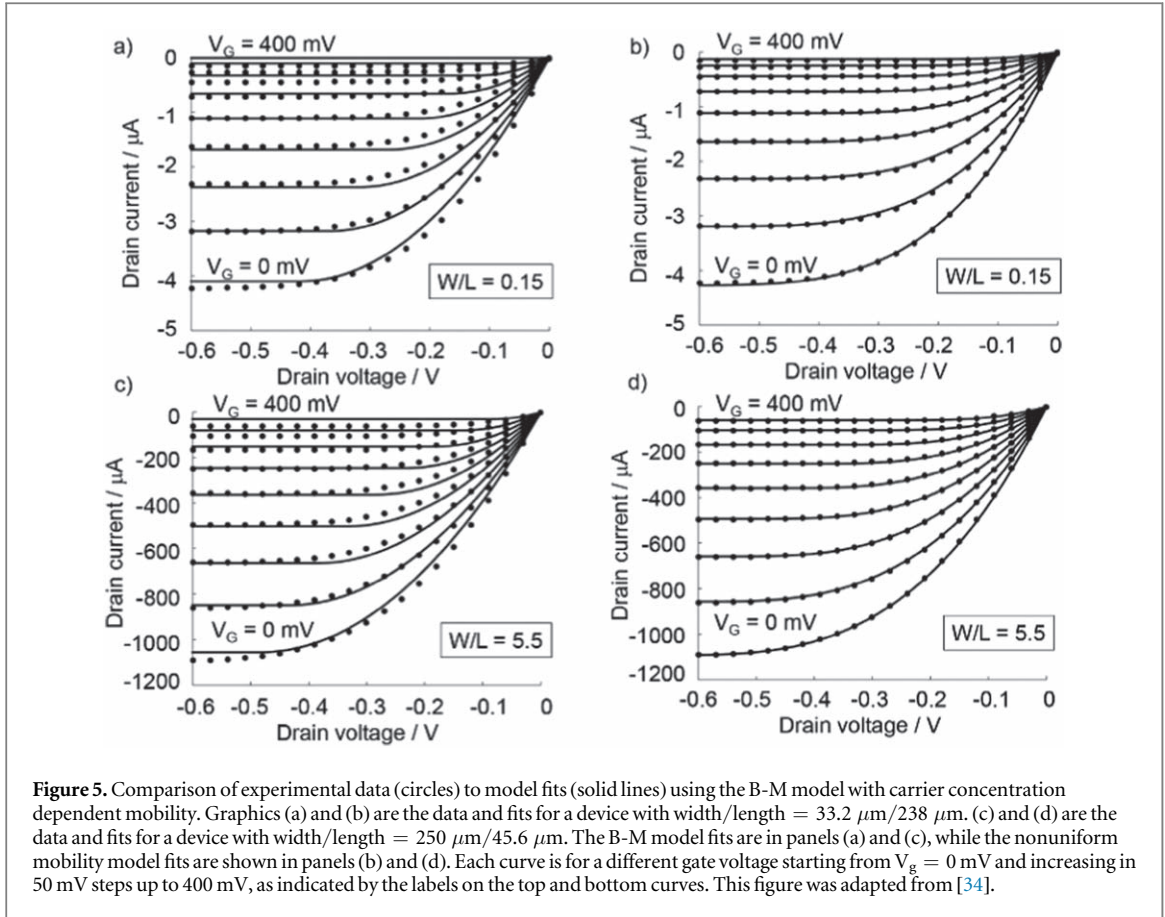 a)
V_G = 400 mV
0
-1
-2
-3
-4
-5
Drain current / μA
V_G = 0 mV
W/L = 0.15
-0.6 -0.5 -0.4 -0.3 -0.2 -0.1 0
Drain voltage / V
b)
V_G = 400 mV
0
-1
-2
-3
-4
-5
Drain current / μA
V_G = 0 mV
W/L = 0.15
-0.6 -0.5 -0.4 -0.3 -0.2 -0.1 0
Drain voltage / V
c)
V_G = 400 mV
0
-200
-400
-600
-800
-1000
-1200
Drain current / μA
V_G = 0 mV
W/L = 5.5
-0.6 -0.5 -0.4 -0.3 -0.2 -0.1 0
Drain voltage / V
d)
V_G = 400 mV
0
-200
-400
-600
-800
-1000
-1200
Drain current / μA
V_G = 0 mV
W/L = 5.5
-0.6 -0.5 -0.4 -0.3 -0.2 -0.1 0
Drain voltage / V
Figure 5. Comparison of experimental data (circles) to model fits (solid lines) using the B-M model with carrier concentration
dependent mobility. Graphics (a) and (b) are the data and fits for a device with width/length = 33.2 μm/238 μm. (c) and (d) are the
data and fits for a device with width/length = 250 μm/45.6 μm. The B-M model fits are in panels (a) and (c), while the nonuniform
mobility model fits are shown in panels (b) and (d). Each curve is for a different gate voltage starting from V_g = 0 mV and increasing in
50 mV steps up to 400 mV, as indicated by the labels on the top and bottom curves. This figure was adapted from [34].